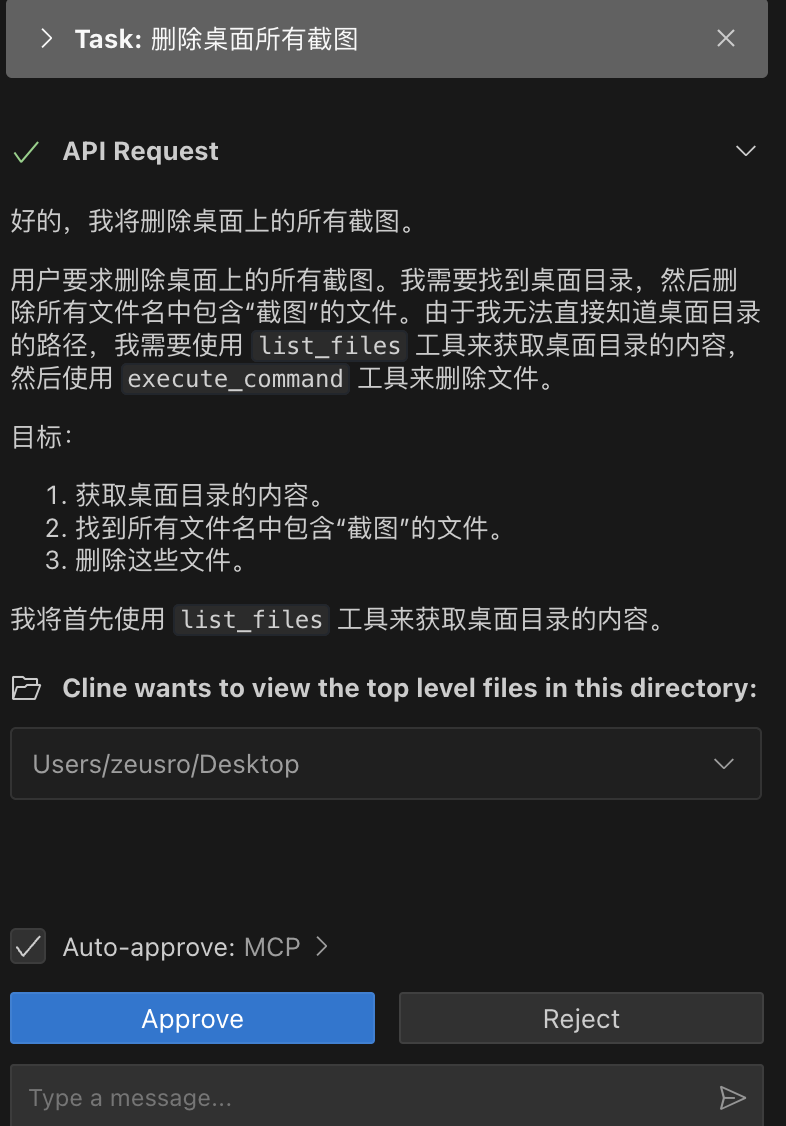 Task: 删除桌面所有截图
API Request
好的，我将删除桌面上的所有截图。
用户要求删除桌面上的所有截图。我需要找到桌面目录，然后删
除所有文件名中包含“截图”的文件。由于我无法直接知道桌面目录
的路径，我需要使用 list_files 工具来获取桌面目录的内容，
然后使用 execute_command 工具来删除文件。
目标：
1. 获取桌面目录的内容。
2. 找到所有文件名中包含“截图”的文件。
3. 删除这些文件。
我将首先使用 list_files 工具来获取桌面目录的内容。
Cline wants to view the top level files in this directory:
Users/zeusro/Desktop
Auto-approve: MCP
Approve
Reject
Type a message...